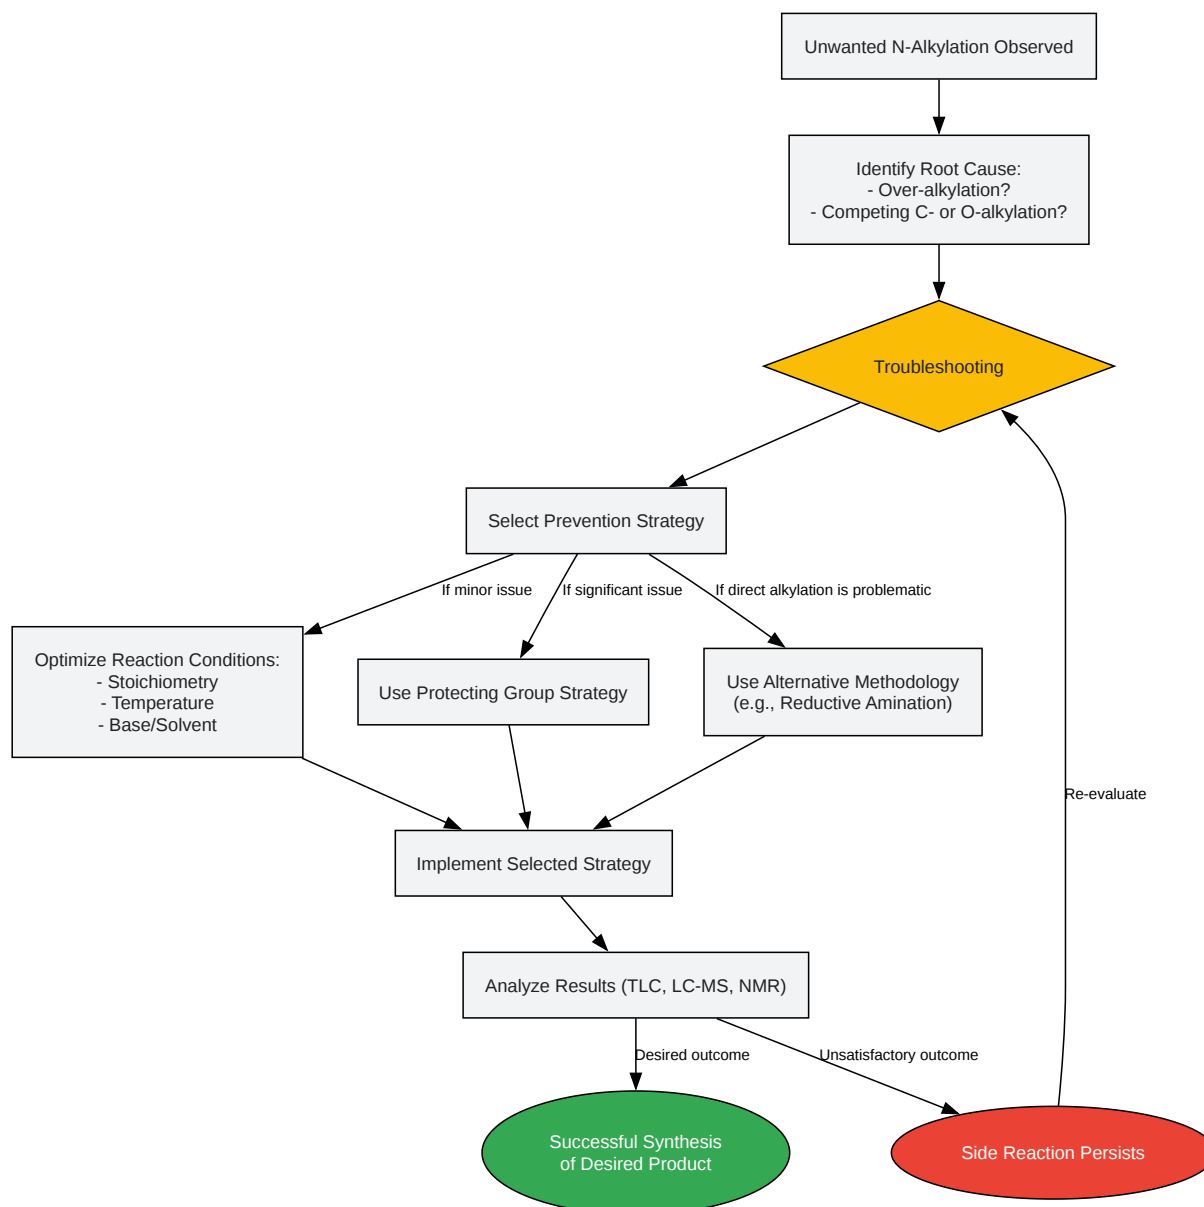 Unwanted N-Alkylation Observed
Identify Root Cause:
- Over-alkylation?
- Competing C- or O-alkylation?
Troubleshooting
Select Prevention Strategy
If minor issue
If significant issue
If direct alkylation is problematic
Optimize Reaction Conditions:
- Stoichiometry
- Temperature
- Base/Solvent
Use Protecting Group Strategy
Use Alternative Methodology
(e.g., Reductive Amination)
Re-evaluate
Implement Selected Strategy
Analyze Results (TLC, LC-MS, NMR)
Desired outcome
Unsatisfactory outcome
Successful Synthesis
of Desired Product
Side Reaction Persists